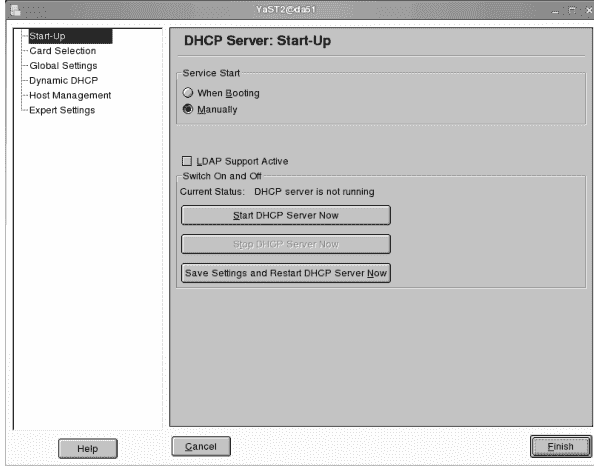 YaST2@da51
Start-Up
Card Selection
Global Settings
Dynamic DHCP
Host Management
Expert Settings
DHCP Server: Start-Up
Service Start
When Booting
Manually
LDAP Support Active
Switch On and Off
Current Status: DHCP server is not running
Start DHCP Server Now
Stop DHCP Server Now
Save Settings and Restart DHCP Server Now
Help
Cancel
Finish